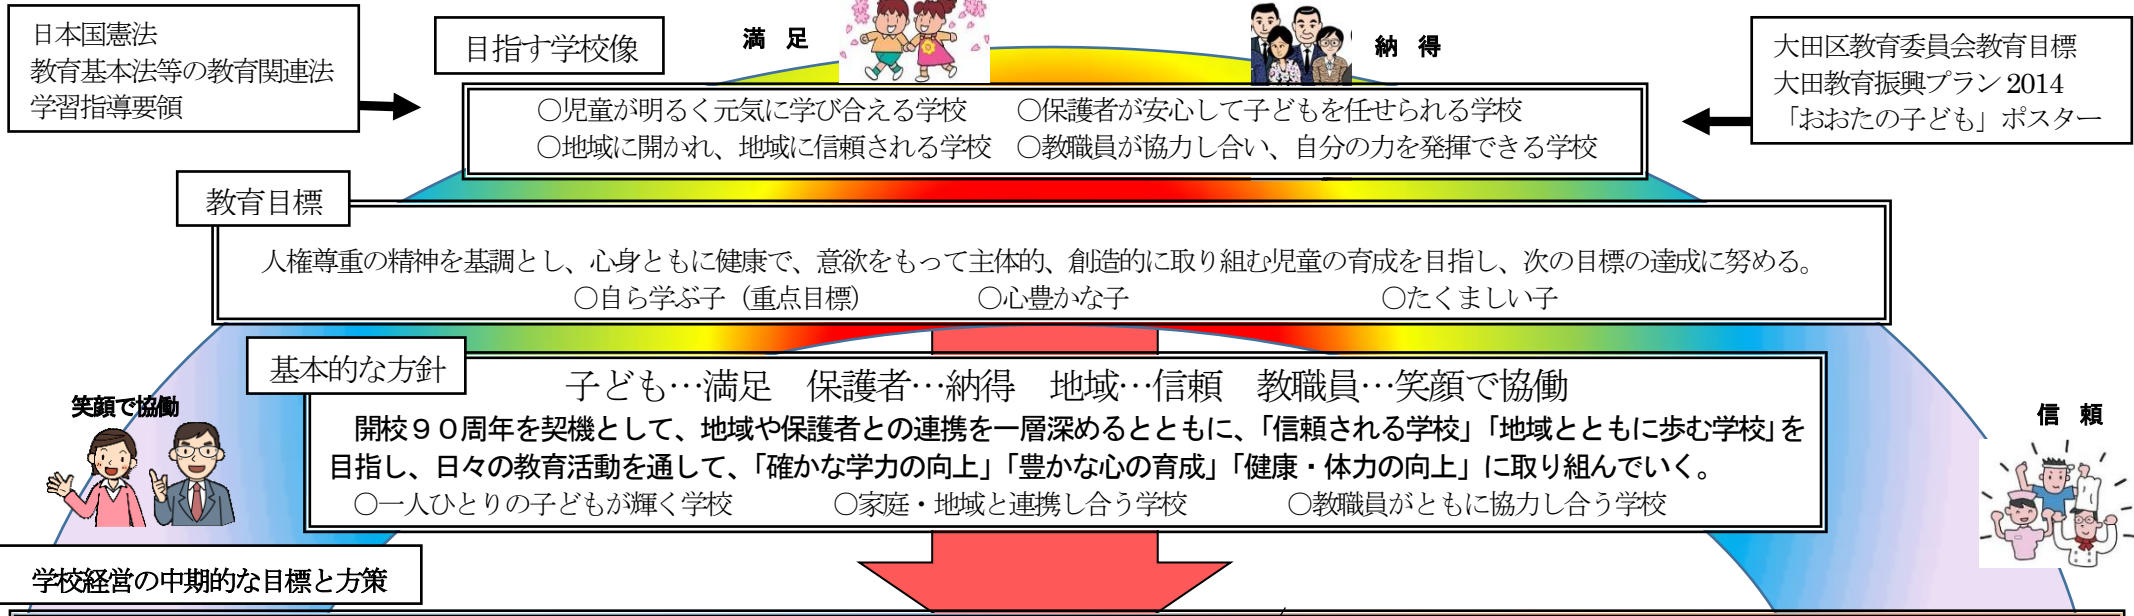 日本国憲法
教育基本法等の教育関連法
学習指導要領
目指す学校像
満 足
納 得
大田区教育委員会教育目標
大田教育振興プラン 2014
「おおたの子ども」ポスター
○児童が明るく元気に学び合える学校 ○保護者が安心して子どもを任せられる学校
○地域に開かれ、地域に信頼される学校 ○教職員が協力し合い、自分の力を発揮できる学校
教育目標
人権尊重の精神を基調とし、心身ともに健康で、意欲をもって主体的、創造的に取り組む児童の育成を目指し、次の目標の達成に努める。
○自ら学ぶ子（重点目標） ○心豊かな子 ○たくましい子
基本的な方針
子ども…満足 保護者…納得 地域…信頼 教職員…笑顔で協働
開校９０周年を契機として、地域や保護者との連携を一層深めるとともに、「信頼される学校」「地域とともに歩む学校」を
目指し、日々の教育活動を通して、「確かな学力の向上」「豊かな心の育成」「健康・体力の向上」に取り組んでいく。
○一人ひとりの子どもが輝く学校 ○家庭・地域と連携し合う学校 ○教職員がともに協力し合う学校
笑顔で協働
信 頼
学校経営の中期的な目標と方策